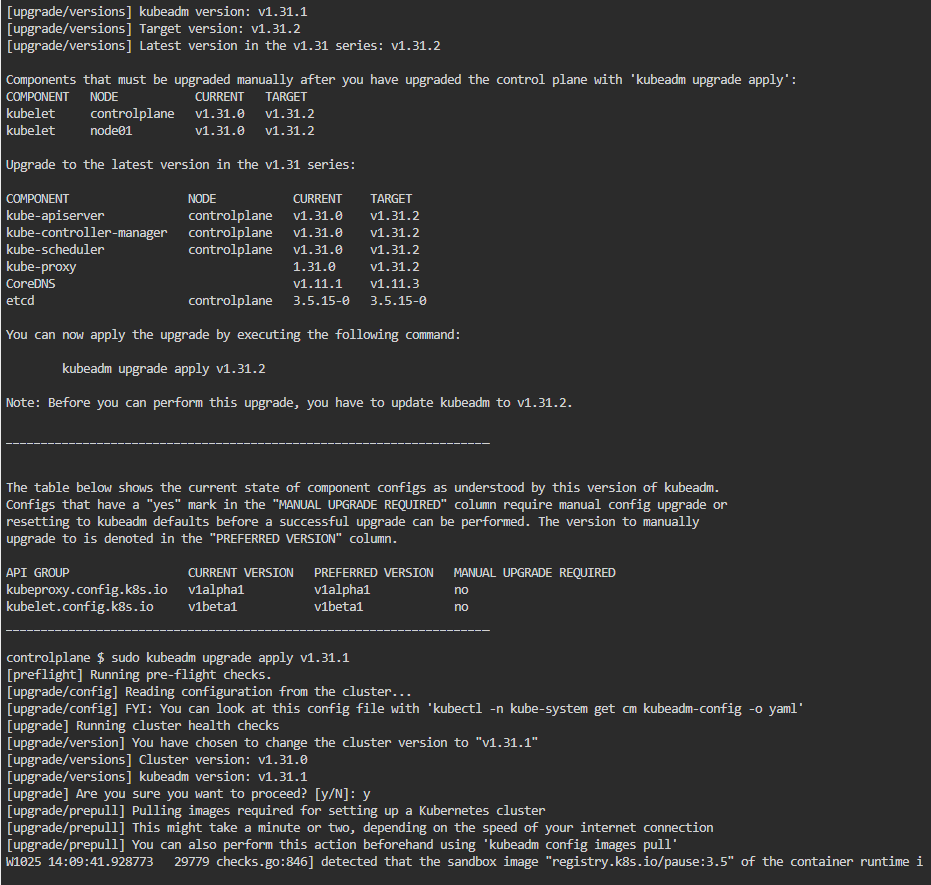 [upgrade/versions] kubeadm version: v1.31.1
[upgrade/versions] Target version: v1.31.2
[upgrade/versions] Latest version in the v1.31 series: v1.31.2
Components that must be upgraded manually after you have upgraded the control plane with 'kubeadm upgrade apply':
COMPONENT   NODE           CURRENT   TARGET
kubelet     controlplane   v1.31.0   v1.31.2
kubelet     node01         v1.31.0   v1.31.2
Upgrade to the latest version in the v1.31 series:
COMPONENT                 NODE           CURRENT    TARGET
kube-apiserver            controlplane   v1.31.0    v1.31.2
kube-controller-manager   controlplane   v1.31.0    v1.31.2
kube-scheduler            controlplane   v1.31.0    v1.31.2
kube-proxy                               1.31.0     v1.31.2
CoreDNS                                  v1.11.1    v1.11.3
etcd                      controlplane   3.5.15-0   3.5.15-0
You can now apply the upgrade by executing the following command:
        kubeadm upgrade apply v1.31.2
Note: Before you can perform this upgrade, you have to update kubeadm to v1.31.2.
_____________________________________________________________________
The table below shows the current state of component configs as understood by this version of kubeadm.
Configs that have a "yes" mark in the "MANUAL UPGRADE REQUIRED" column require manual config upgrade or
resetting to kubeadm defaults before a successful upgrade can be performed. The version to manually
upgrade to is denoted in the "PREFERRED VERSION" column.
API GROUP                 CURRENT VERSION   PREFERRED VERSION   MANUAL UPGRADE REQUIRED
kubeproxy.config.k8s.io   v1alpha1          v1alpha1            no
kubelet.config.k8s.io     v1beta1           v1beta1             no
_____________________________________________________________________
controlplane $ sudo kubeadm upgrade apply v1.31.1
[preflight] Running pre-flight checks.
[upgrade/config] Reading configuration from the cluster...
[upgrade/config] FYI: You can look at this config file with 'kubectl -n kube-system get cm kubeadm-config -o yaml'
[upgrade] Running cluster health checks
[upgrade/version] You have chosen to change the cluster version to "v1.31.1"
[upgrade/versions] Cluster version: v1.31.0
[upgrade/versions] kubeadm version: v1.31.1
[upgrade] Are you sure you want to proceed? [y/N]: y
[upgrade/prepull] Pulling images required for setting up a Kubernetes cluster
[upgrade/prepull] This might take a minute or two, depending on the speed of your internet connection
[upgrade/prepull] You can also perform this action beforehand using 'kubeadm config images pull'
W1025 14:09:41.928773   29779 checks.go:846] detected that the sandbox image "registry.k8s.io/pause:3.5" of the container runtime i